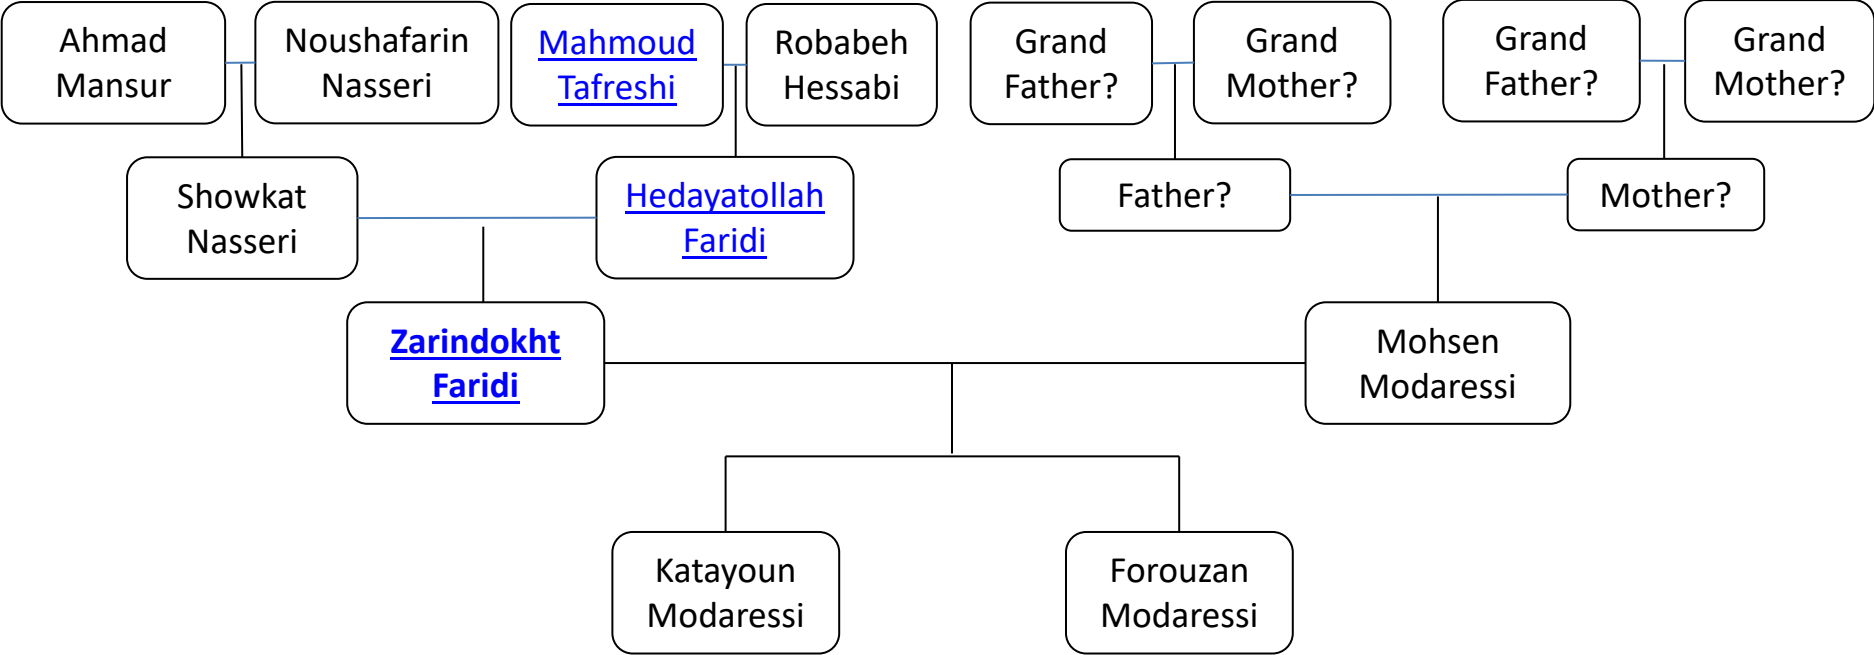 Ahmad
Mansur
Noushafarin
Nasseri
Mahmoud
Tafreshi
Robabeh
Hessabi
Grand
Father?
Grand
Mother?
Grand
Father?
Grand
Mother?
Showkat
Nasseri
Hedayatollah
Faridi
Father?
Mother?
Zarindokht
Faridi
Mohsen
Modaressi
Katayoun
Modaressi
Forouzan
Modaressi